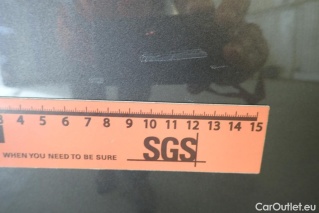 3 4 5 6 7 8 9 10 11 12 13 14 15
WHEN YOU NEED TO BE SURE SGS
CarOutlet.eu